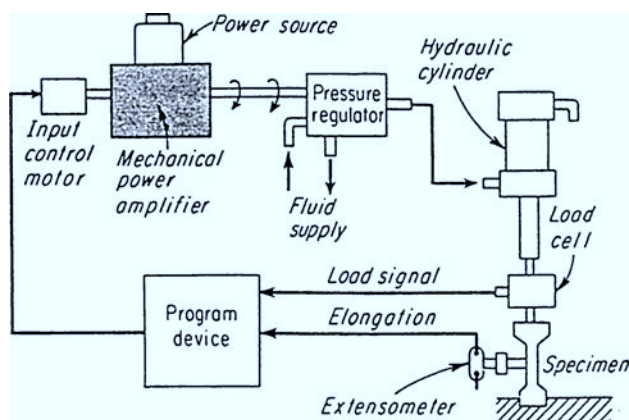 Power source
Hydraulic
cylinder
Pressure
regulator
Input
control
motor
Mechanical
power
amplifier
Fluid
supply
Load
cell
Load signal
Program
device
Elongation
Specimen
Extensometer